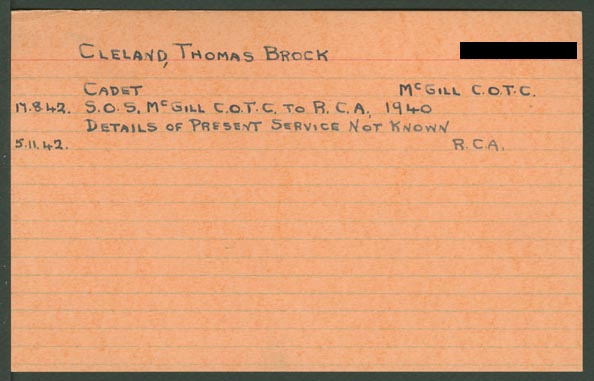 Cleland, Thomas Brock
Cadet McGill C.O.T.C.
17.8.42. S.O.S. McGill C.O.T.C. to R.C.A., 1940
Details of Present Service Not Known
5.11.42. R.C.A.